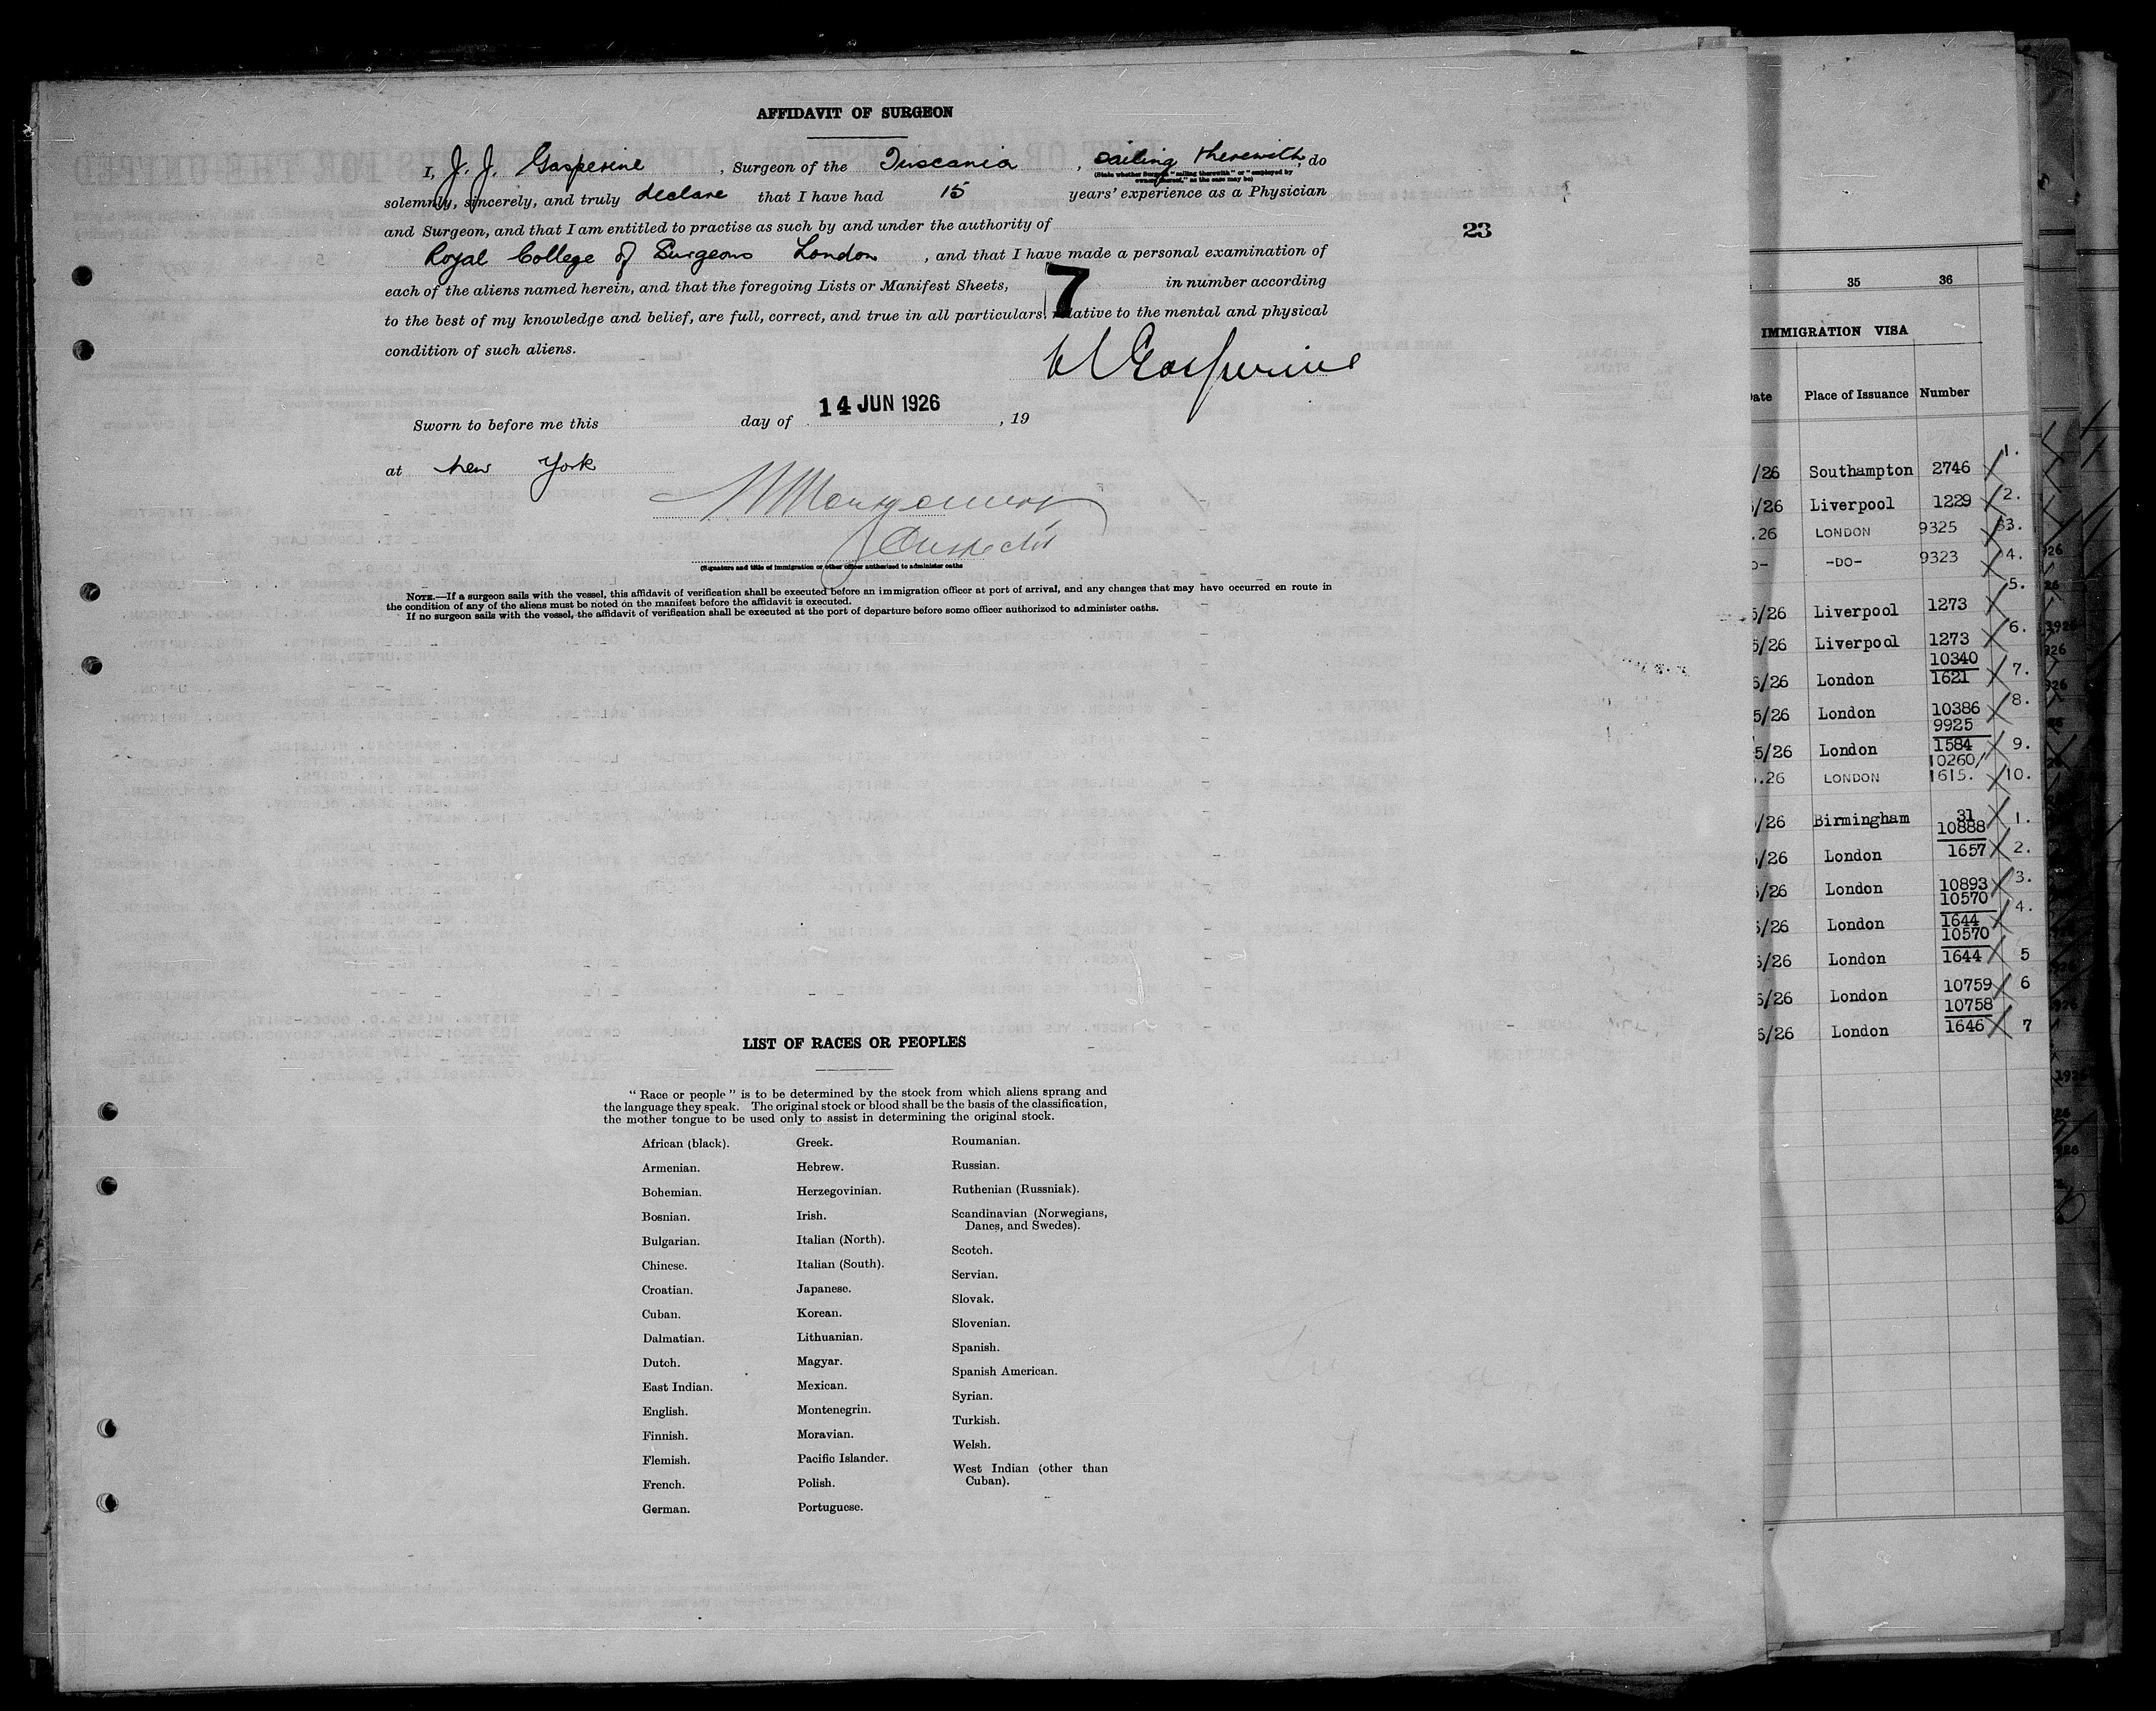 AFFIDAVIT OF SURGEON
I, J. J. Gasperine, Surgeon of the Tuscania, sailing therewith, do
(State whether Surgeon "sailing therewith" or "employed by
owners thereof," as the case may be)
solemnly, sincerely, and truly declare that I have had 15 years' experience as a Physician
and Surgeon, and that I am entitled to practise as such by and under the authority of
23
Royal College of Surgeons London, and that I have made a personal examination of
each of the aliens named herein, and that the foregoing Lists or Manifest Sheets, 7 in number according
to the best of my knowledge and belief, are full, correct, and true in all particulars relative to the mental and physical
condition of such aliens.
Gasperine
Sworn to before me this day of 14 JUN 1926, 19
at New York
Montgomery
Inspector
(Signature and title of immigration or other officer authorized to administer oaths
NOTE.—If a surgeon sails with the vessel, this affidavit of verification shall be executed before an immigration officer at port of arrival, and any changes that may have occurred en route in
the condition of any of the aliens must be noted on the manifest before the affidavit is executed.
If no surgeon sails with the vessel, the affidavit of verification shall be executed at the port of departure before some officer authorized to administer oaths.
LIST OF RACES OR PEOPLES
"Race or people" is to be determined by the stock from which aliens sprang and
the language they speak. The original stock or blood shall be the basis of the classification,
the mother tongue to be used only to assist in determining the original stock.
African (black).
Armenian.
Bohemian.
Bosnian.
Bulgarian.
Chinese.
Croatian.
Cuban.
Dalmatian.
Dutch.
East Indian.
English.
Finnish.
Flemish.
French.
German.
Greek.
Hebrew.
Herzegovinian.
Irish.
Italian (North).
Italian (South).
Japanese.
Korean.
Lithuanian.
Magyar.
Mexican.
Montenegrin.
Moravian.
Pacific Islander.
Polish.
Portuguese.
Roumanian.
Russian.
Ruthenian (Russniak).
Scandinavian (Norwegians,
Danes, and Swedes).
Scotch.
Servian.
Slovak.
Slovenian.
Spanish.
Spanish American.
Syrian.
Turkish.
Welsh.
West Indian (other than
Cuban).
35 36
IMMIGRATION VISA
Place of Issuance Number
/26 Southampton 2746 1.
/26 Liverpool 1229 2.
.26 LONDON 9325 3.
-DO- 9323 4.
5.
/26 Liverpool 1273
/26 Liverpool 1273 6.
10340
/26 London 1621 7.
8.
5/26 London 10386
9925
5/26 London 1584 9.
10260/
.26 LONDON 1615. 10.
/26 Birmingham 31 1.
10888
/26 London 1657 2.
3.
/26 London 10893
10570
4.
/26 London 1644
10570
/26 London 1644 5
10759 6
/26 London
10758
6/26 London 1646 7